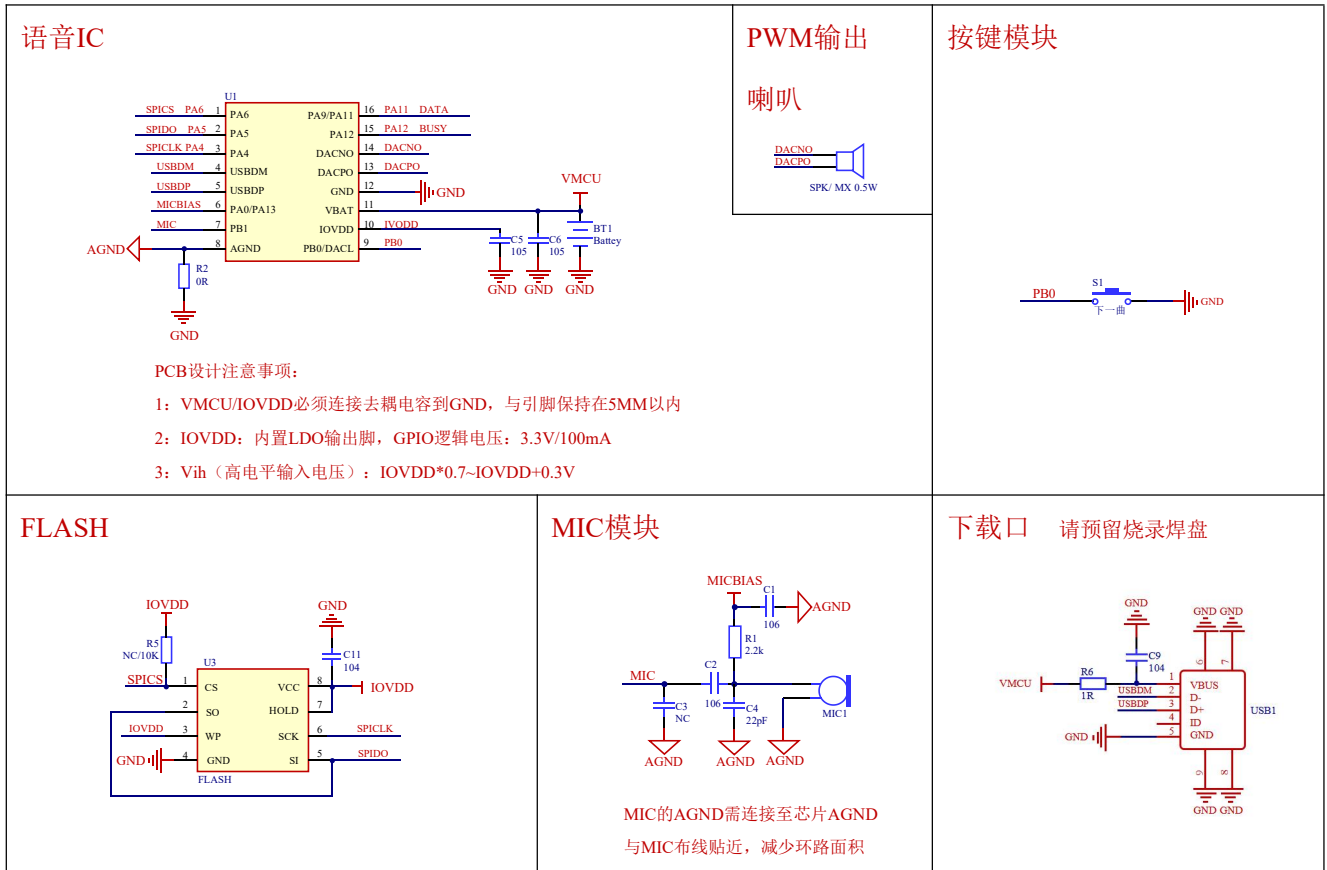 语音IC
U1
SPICS PA6 1 PA6
SPIDO PA5 2 PA5
SPICLK PA4 3 PA4
USBDM 4 USBDM
USBDP 5 USBDP
MICBIAS 6 PA0/PA13
MIC 7 PB1
AGND 8 AGND
PA9/PA11 16 PA11 DATA
PA12 15 PA12 BUSY
DACNO 14 DACNO
DACPO 13 DACPO
GND 12 GND
VBAT 11
IOVDD 10 IVODD
PB0/DACL 9 PB0
R2
0R
GND
VMCU
C5
105
C6
105
BT1
Battey
GND GND GND
PCB设计注意事项：
1：VMCU/IOVDD必须连接去耦电容到GND，与引脚保持在5MM以内
2：IOVDD：内置LDO输出脚，GPIO逻辑电压：3.3V/100mA
3：Vih（高电平输入电压）：IOVDD*0.7~IOVDD+0.3V
PWM输出
喇叭
DACNO
DACPO
SPK/ MX 0.5W
按键模块
S1
PB0
下一曲
GND
FLASH
IOVDD
R5
NC/10K
GND
C11
104
U3
SPICS 1 CS
2 SO
IOVDD 3 WP
GND 4 GND
VCC 8 IOVDD
HOLD 7
SCK 6 SPICLK
SI 5 SPIDO
FLASH
MIC模块
MICBIAS
C1
106
AGND
R1
2.2k
MIC
C2
106
C3
NC
C4
22pF
MIC1
AGND AGND AGND
MIC的AGND需连接至芯片AGND
与MIC布线贴近，减少环路面积
下载口 请预留烧录焊盘
GND
GND GND
C9
104
6 7
VMCU
R6
1R
1 VBUS
USBDM 2 D-
USBDP 3 D+
4 ID
GND 5 GND
USB1
9 8
GND GND